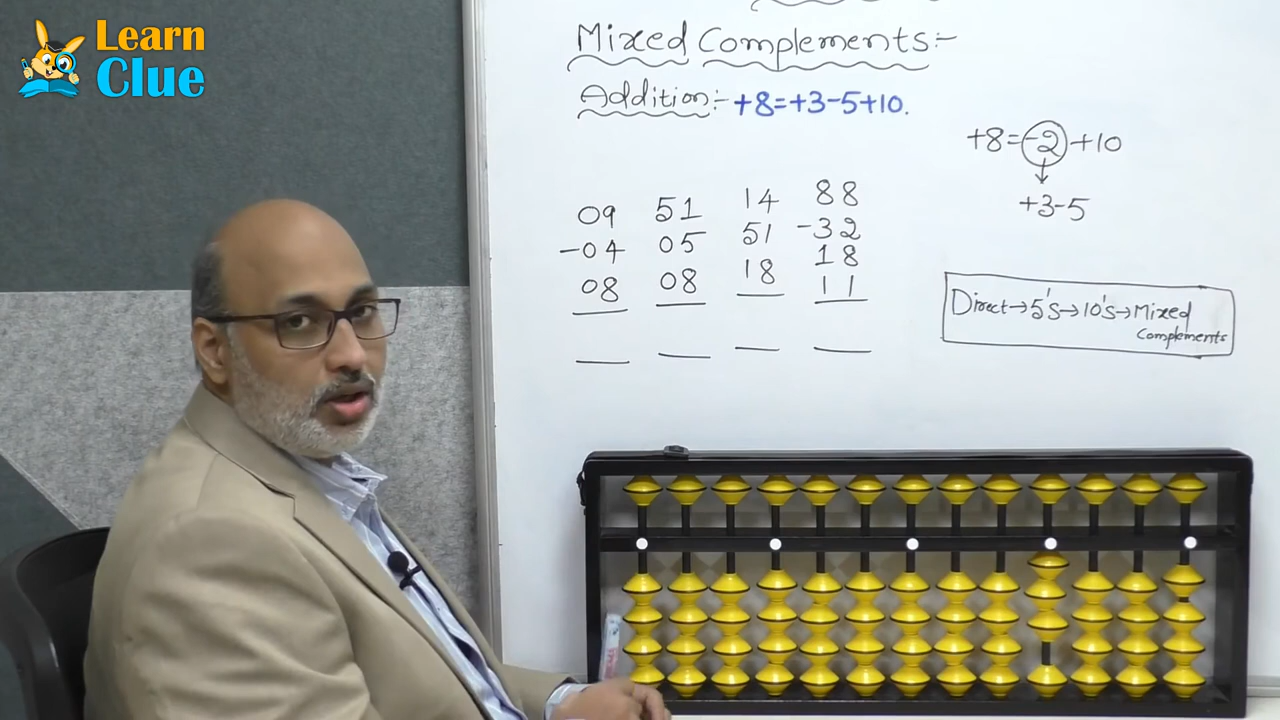 Learn
Clue
Mixed Complements:-
Addition:- +8=+3-5+10.
+8=-2+10
+3-5
09 51 14 88
-04 05 51 -32
08 08 18 18
11
Direct→5's→10's→Mixed
Complements